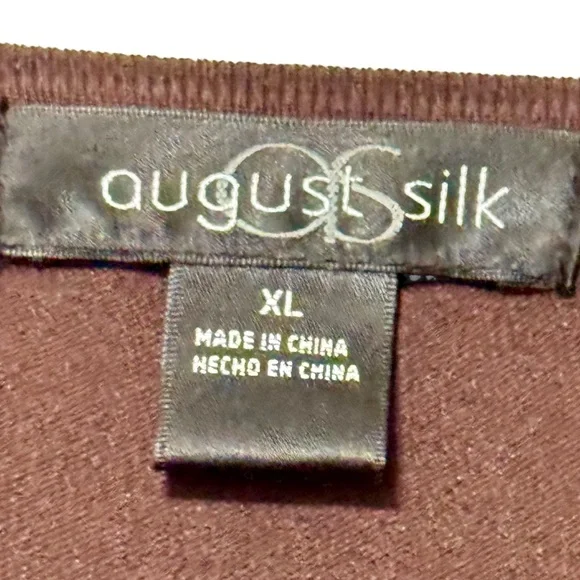 august silk
XL
MADE IN CHINA
HECHO EN CHINA